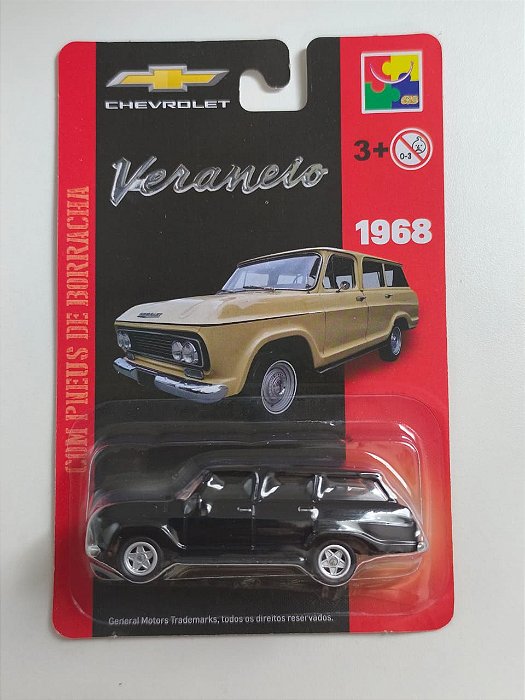 CHEVROLET
Veraneio
3+
0-3
1968
COM PNEUS DE BORRACHA
General Motors Trademarks, todos os direitos reservados.